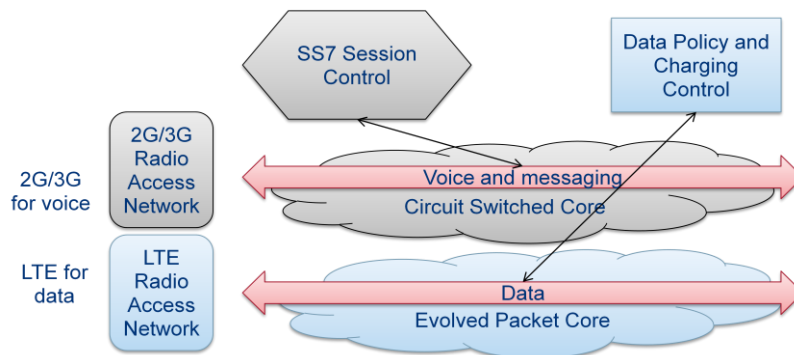 SS7 Session
Control
Data Policy and
Charging
Control
2G/3G
for voice
2G/3G
Radio
Access
Network
Voice and messaging
Circuit Switched Core
LTE for
data
LTE
Radio
Access
Network
Data
Evolved Packet Core